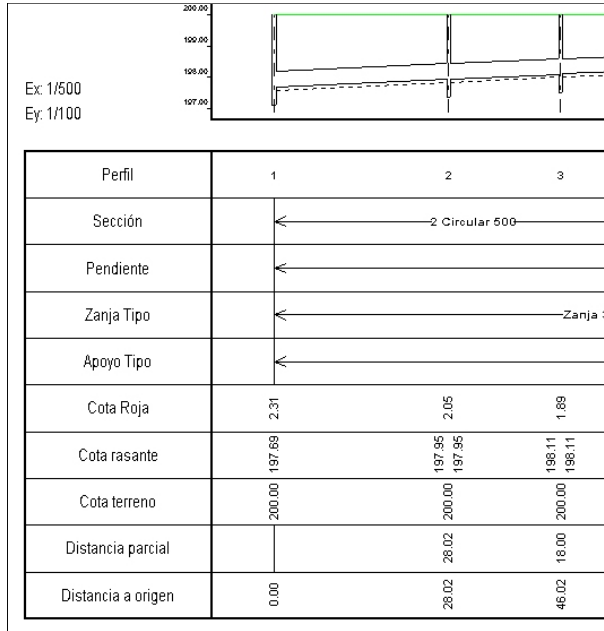 200.00
199.00
198.00
197.00
Ex: 1/500
Ey: 1/100
Perfil 1 2 3
Sección 2 Circular 500
Pendiente
Zanja Tipo Zanja
Apoyo Tipo
Cota Roja 2.31 2.05 1.89
Cota rasante 197.69 197.95 197.95 198.11 198.11
Cota terreno 200.00 200.00 200.00
Distancia parcial 28.02 18.00
Distancia a origen 0.00 28.02 46.02